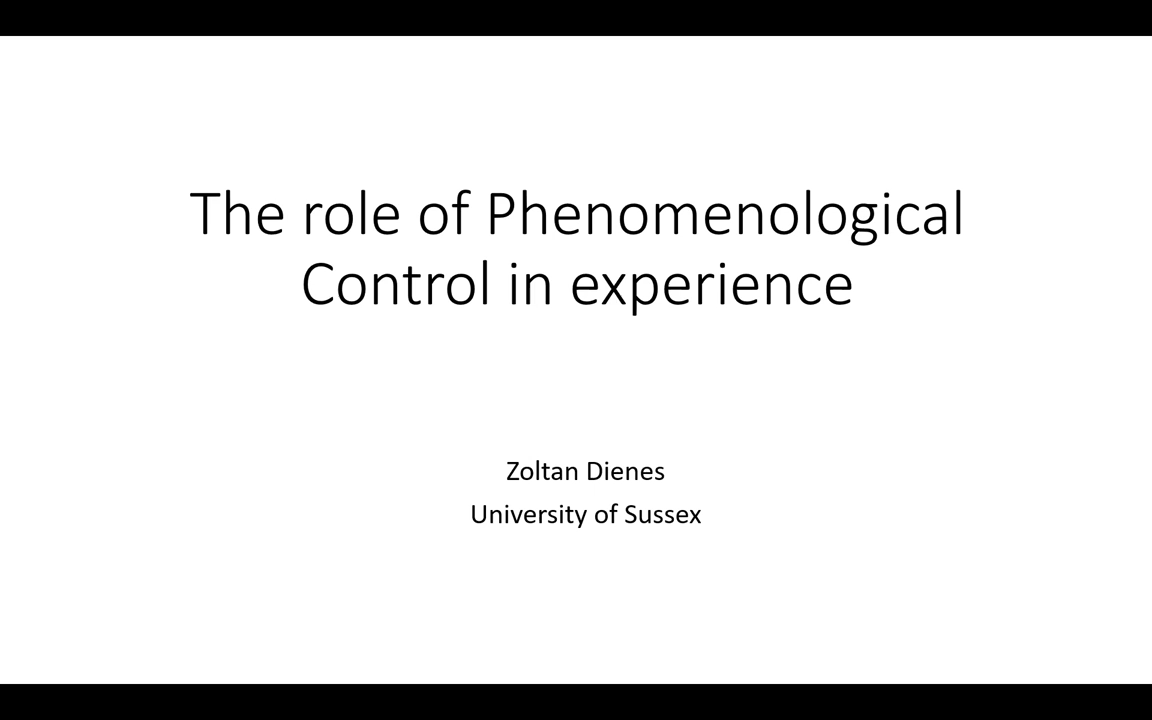 The role of Phenomenological
Control in experience
Zoltan Dienes
University of Sussex